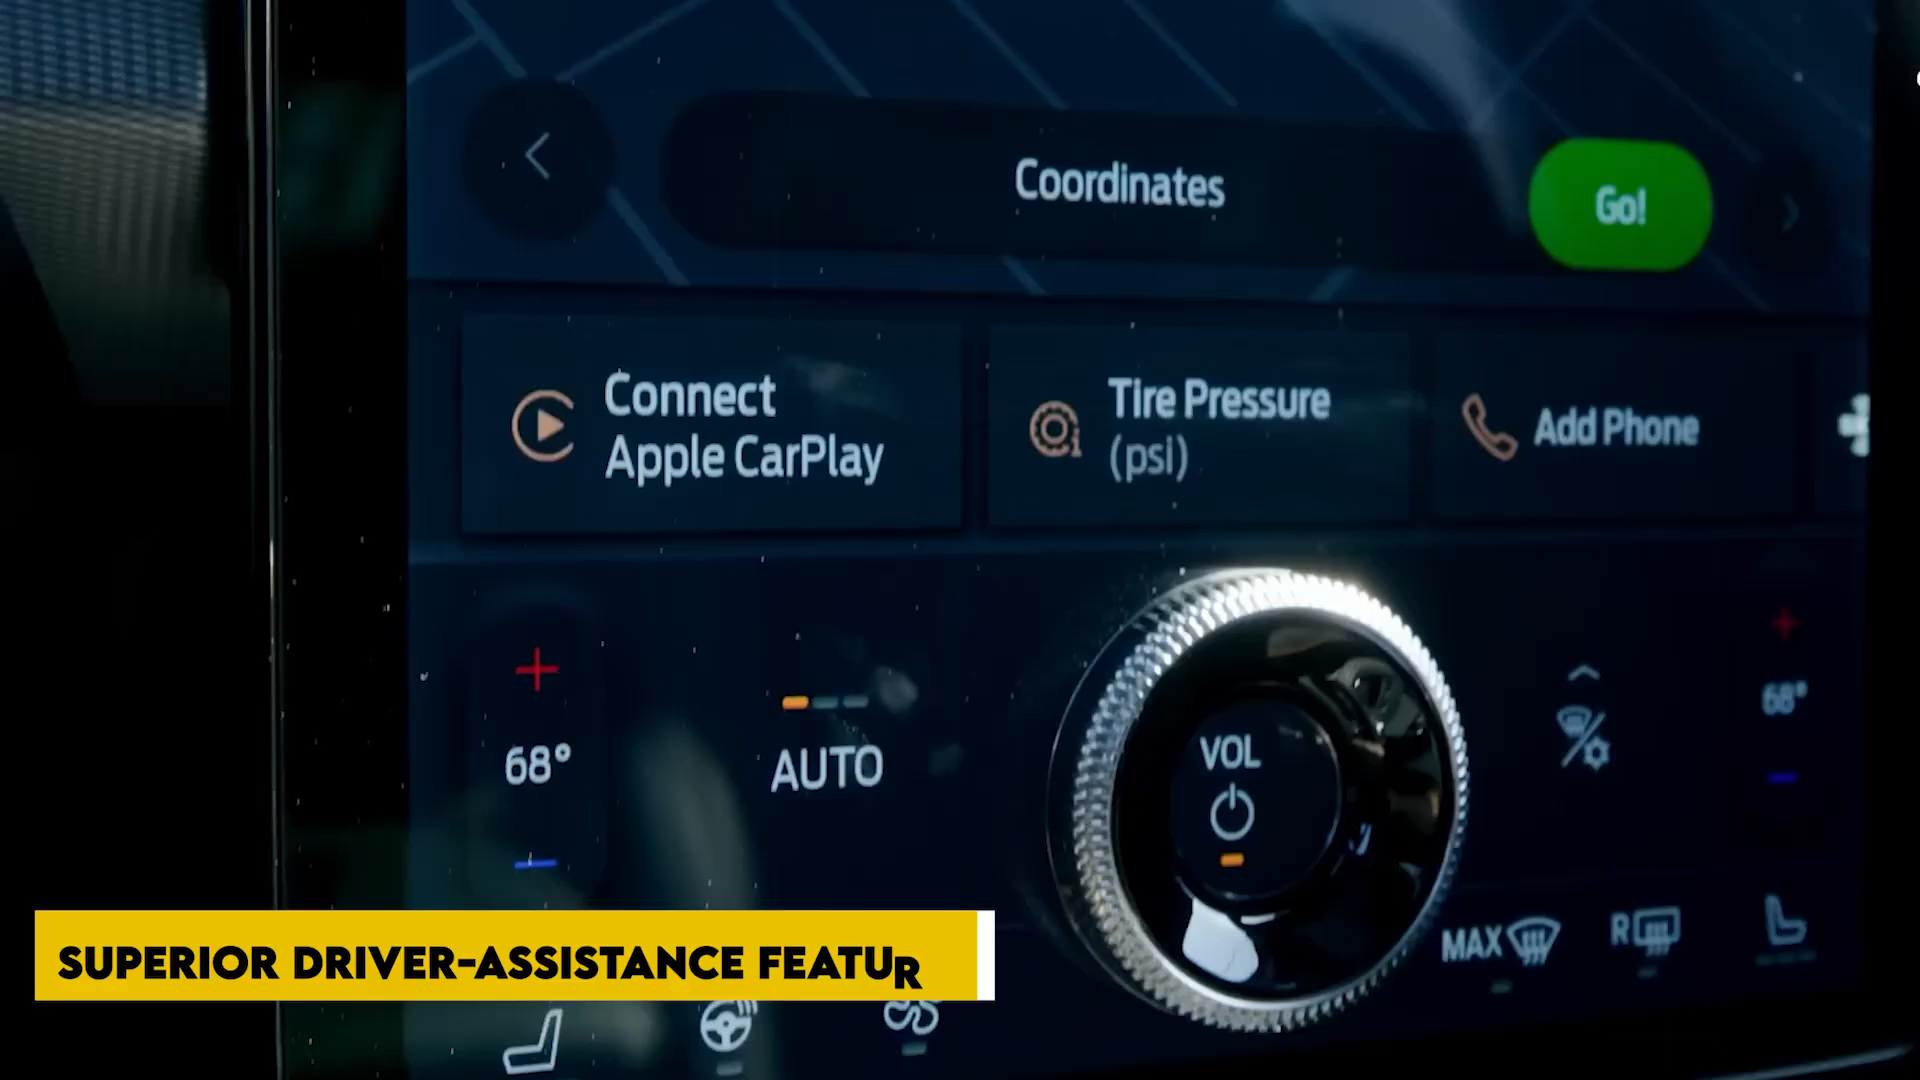 Coordinates
Go!
Connect
Apple CarPlay
Tire Pressure
(psi)
Add Phone
68°
68°
AUTO
VOL
MAX
R
SUPERIOR DRIVER-ASSISTANCE FEATUR